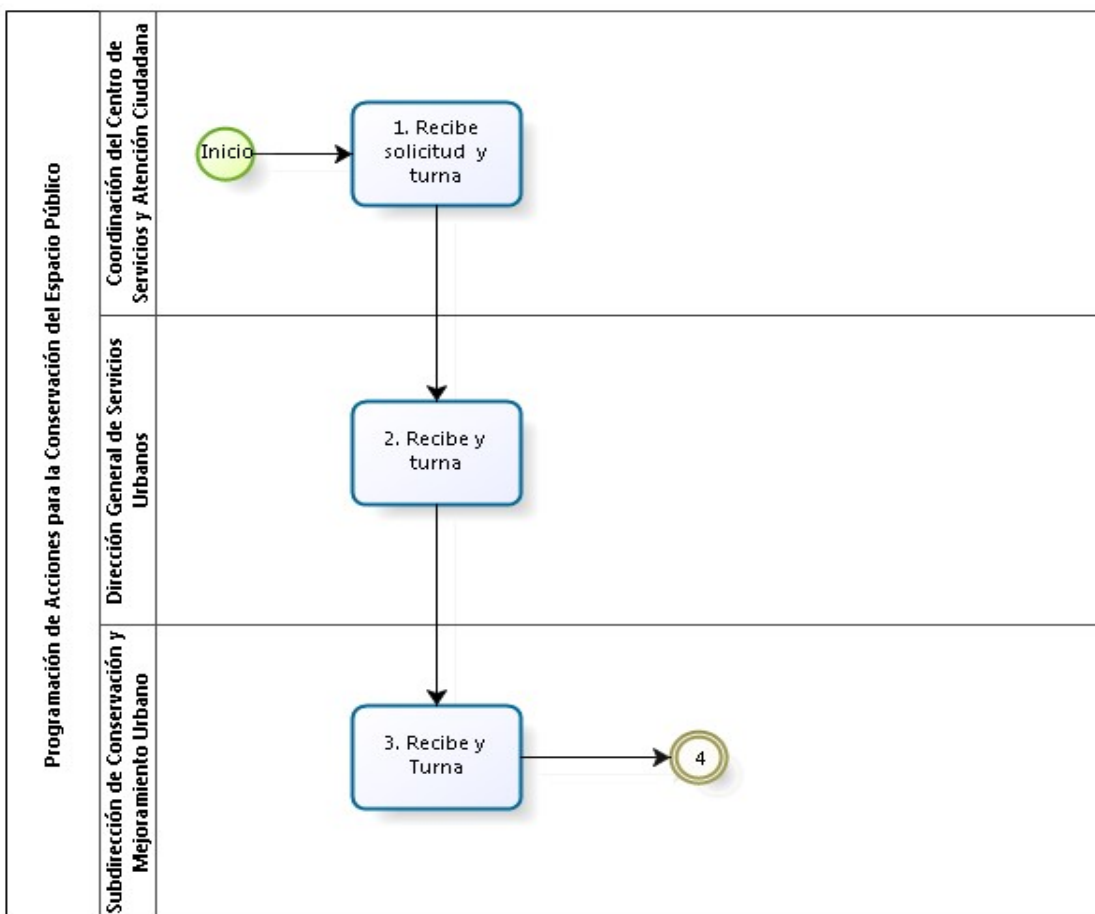 Programación de Acciones para la Conservación del Espacio Público
Coordinación del Centro de
Servicios y Atención Ciudadana
Inicio
1. Recibe
solicitud y
turna
Dirección General de Servicios
Urbanos
2. Recibe y
turna
Subdirección de Conservación y
Mejoramiento Urbano
3. Recibe y
Turna
4